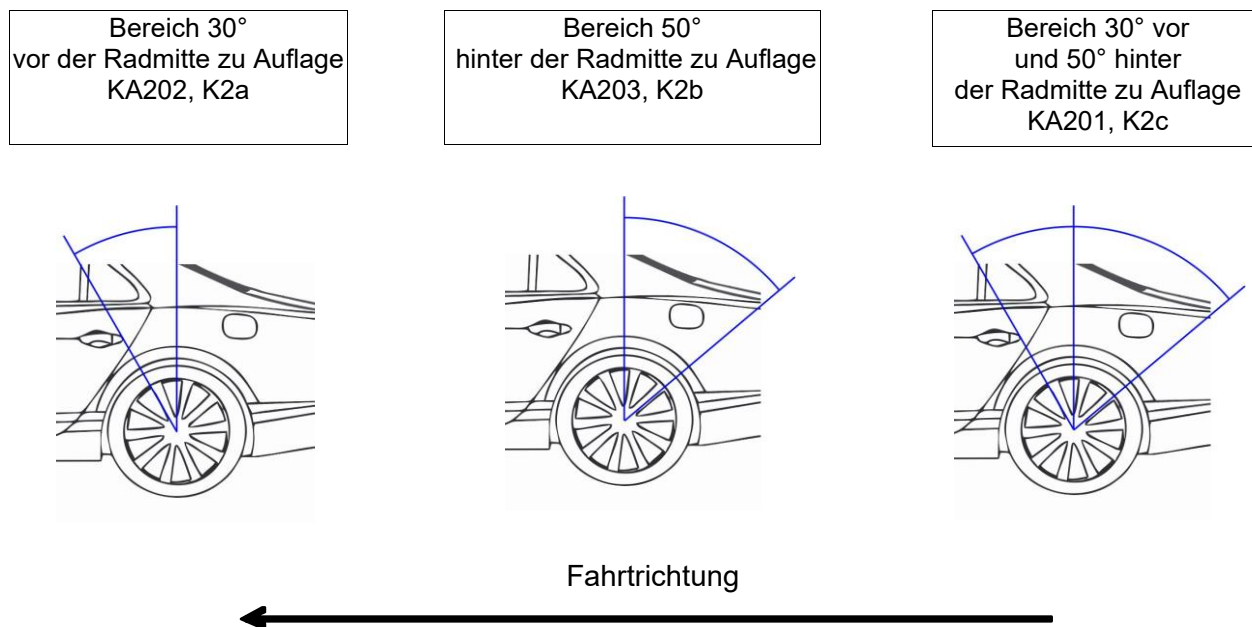 Bereich 30°
vor der Radmitte zu Auflage
KA202, K2a
Bereich 50°
hinter der Radmitte zu Auflage
KA203, K2b
Bereich 30° vor
und 50° hinter
der Radmitte zu Auflage
KA201, K2c
Fahrtrichtung